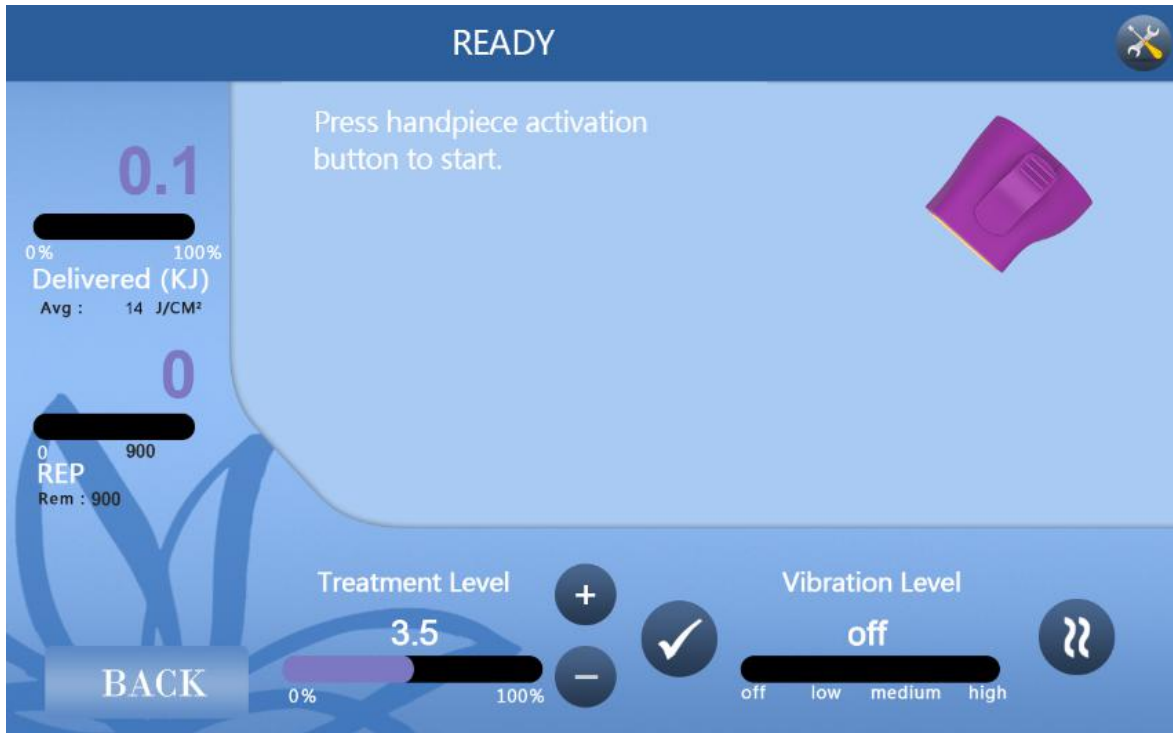 READY
Press handpiece activation
button to start.
0.1
0% 100%
Delivered (KJ)
Avg : 14 J/CM²
0
0 900
REP
Rem : 900
BACK
Treatment Level
+
3.5
−
0% 100%
Vibration Level
off
off low medium high